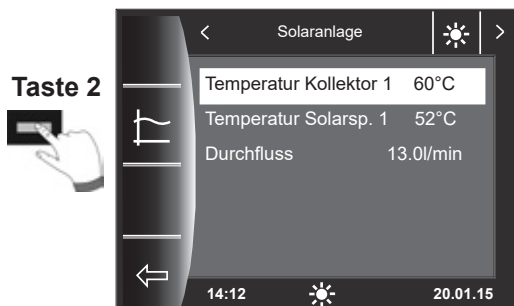 Solaranlage
Taste 2
Temperatur Kollektor 1 60°C
Temperatur Solarsp. 1 52°C
Durchfluss 13.0l/min
14:12 20.01.15